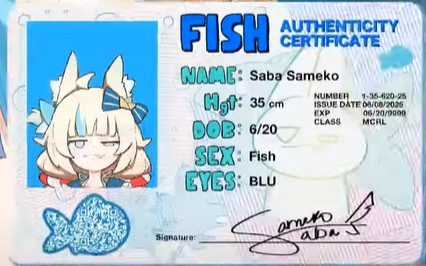 FISH AUTHENTICITY
CERTIFICATE
NAME: Saba Sameko
Hgt: 35 cm
DOB: 6/20
SEX: Fish
EYES: BLU
NUMBER 1-35-620-25
ISSUE DATE 06/08/2025
EXP 06/20/9999
CLASS MCRL
Signature: Sameko
Saba